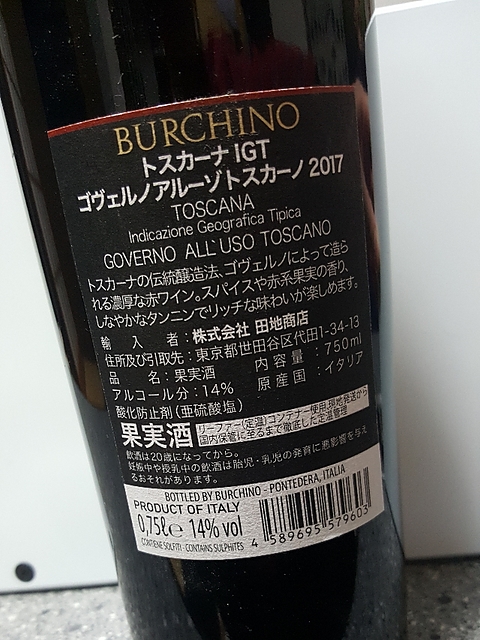 BURCHINO
トスカーナ IGT
ゴヴェルノアルーゾトスカーノ 2017
TOSCANA
Indicazione Geografica Tipica
GOVERNO ALL'USO TOSCANO
トスカーナの伝統醸造法、ゴヴェルノによって造ら
れる濃厚な赤ワイン。スパイスや赤系果実の香り、
しなやかなタンニンでリッチな味わいが楽しめます。
輸入者：株式会社 田地商店
住所及び引取先：東京都世田谷区代田1-34-13
品名：果実酒 内容量：750ml
アルコール分：14% 原産国：イタリア
酸化防止剤(亜硫酸塩)
果実酒 リーファー(定温)コンテナー使用、現地発送から
国内保管に至るまで徹底した定温管理
飲酒は20歳になってから。
妊娠中や授乳中の飲酒は胎児・乳児の発育に悪影響を与え
るおそれがあります。
BOTTLED BY BURCHINO - PONTEDERA, ITALIA
PRODUCT OF ITALY
0,75ℓ e 14% vol
CONTIENE SOLFITI - CONTAINS SULPHITES
4 589695 579603